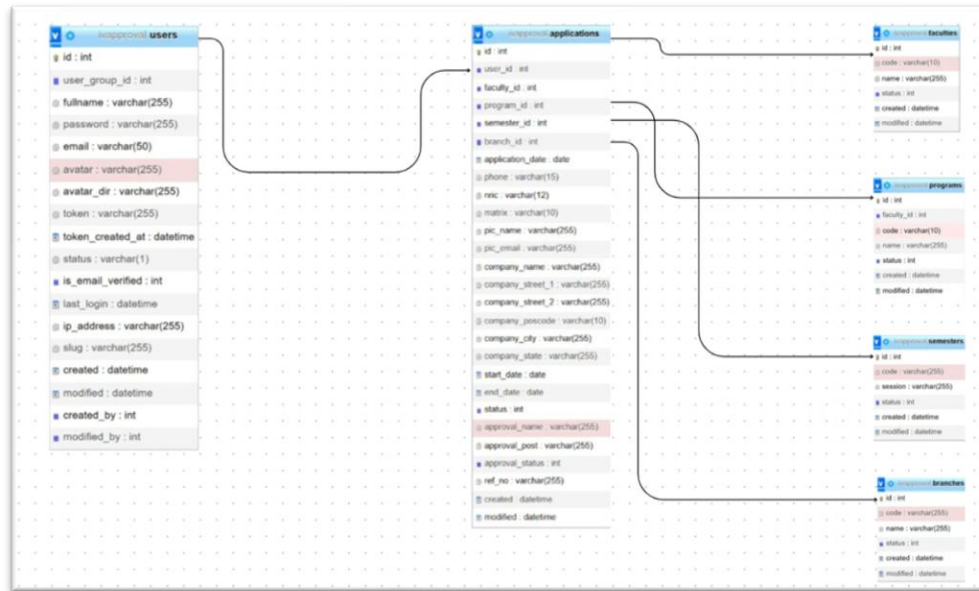 ivapproval users
id : int
user_group_id : int
fullname : varchar(255)
password : varchar(255)
email : varchar(50)
avatar : varchar(255)
avatar_dir : varchar(255)
token : varchar(255)
token_created_at : datetime
status : varchar(1)
is_email_verified : int
last_login : datetime
ip_address : varchar(255)
slug : varchar(255)
created : datetime
modified : datetime
created_by : int
modified_by : int
ivapproval applications
id : int
user_id : int
faculty_id : int
program_id : int
semester_id : int
branch_id : int
application_date : date
phone : varchar(15)
nric : varchar(12)
matrix : varchar(10)
pic_name : varchar(255)
pic_email : varchar(255)
company_name : varchar(255)
company_street_1 : varchar(255)
company_street_2 : varchar(255)
company_poscode : varchar(10)
company_city : varchar(255)
company_state : varchar(255)
start_date : date
end_date : date
status : int
approval_name : varchar(255)
approval_post : varchar(255)
approval_status : int
ref_no : varchar(255)
created : datetime
modified : datetime
ivapproval faculties
id : int
code : varchar(10)
name : varchar(255)
status : int
created : datetime
modified : datetime
ivapproval programs
id : int
faculty_id : int
code : varchar(10)
name : varchar(255)
status : int
created : datetime
modified : datetime
ivapproval semesters
id : int
code : varchar(255)
session : varchar(255)
status : int
created : datetime
modified : datetime
ivapproval branches
id : int
code : varchar(255)
name : varchar(255)
status : int
created : datetime
modified : datetime